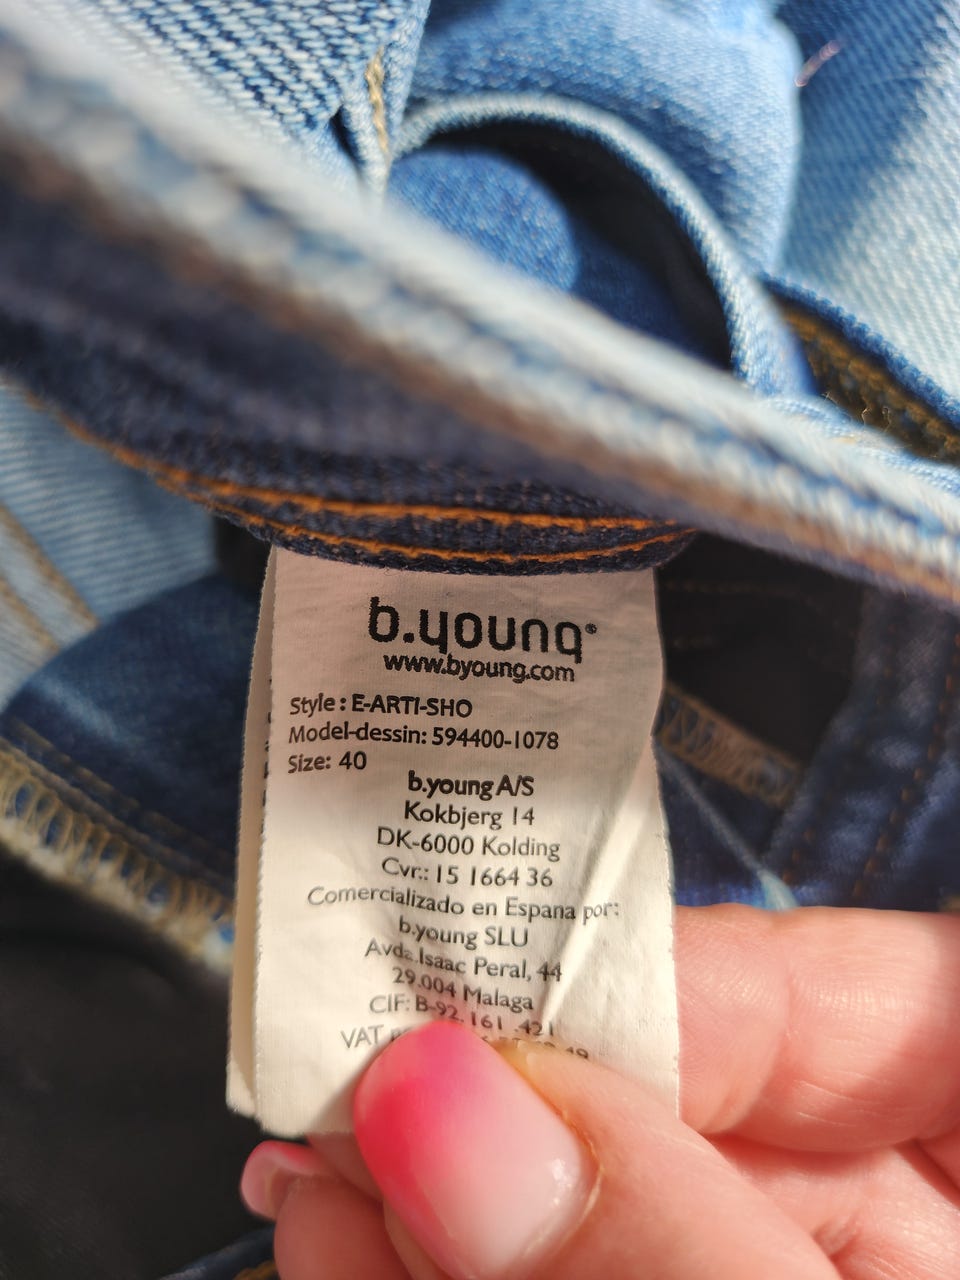 b.young®
www.byoung.com
Style: E-ARTI-SHO
Model-dessin: 594400-1078
Size: 40
b.young A/S
Kokbjerg 14
DK-6000 Kolding
Cvr.: 15 1664 36
Comercializado en Espana por:
b.young SLU
Avda.Isaac Peral, 44
29.004 Malaga
CIF: B-92.161.421
VAT